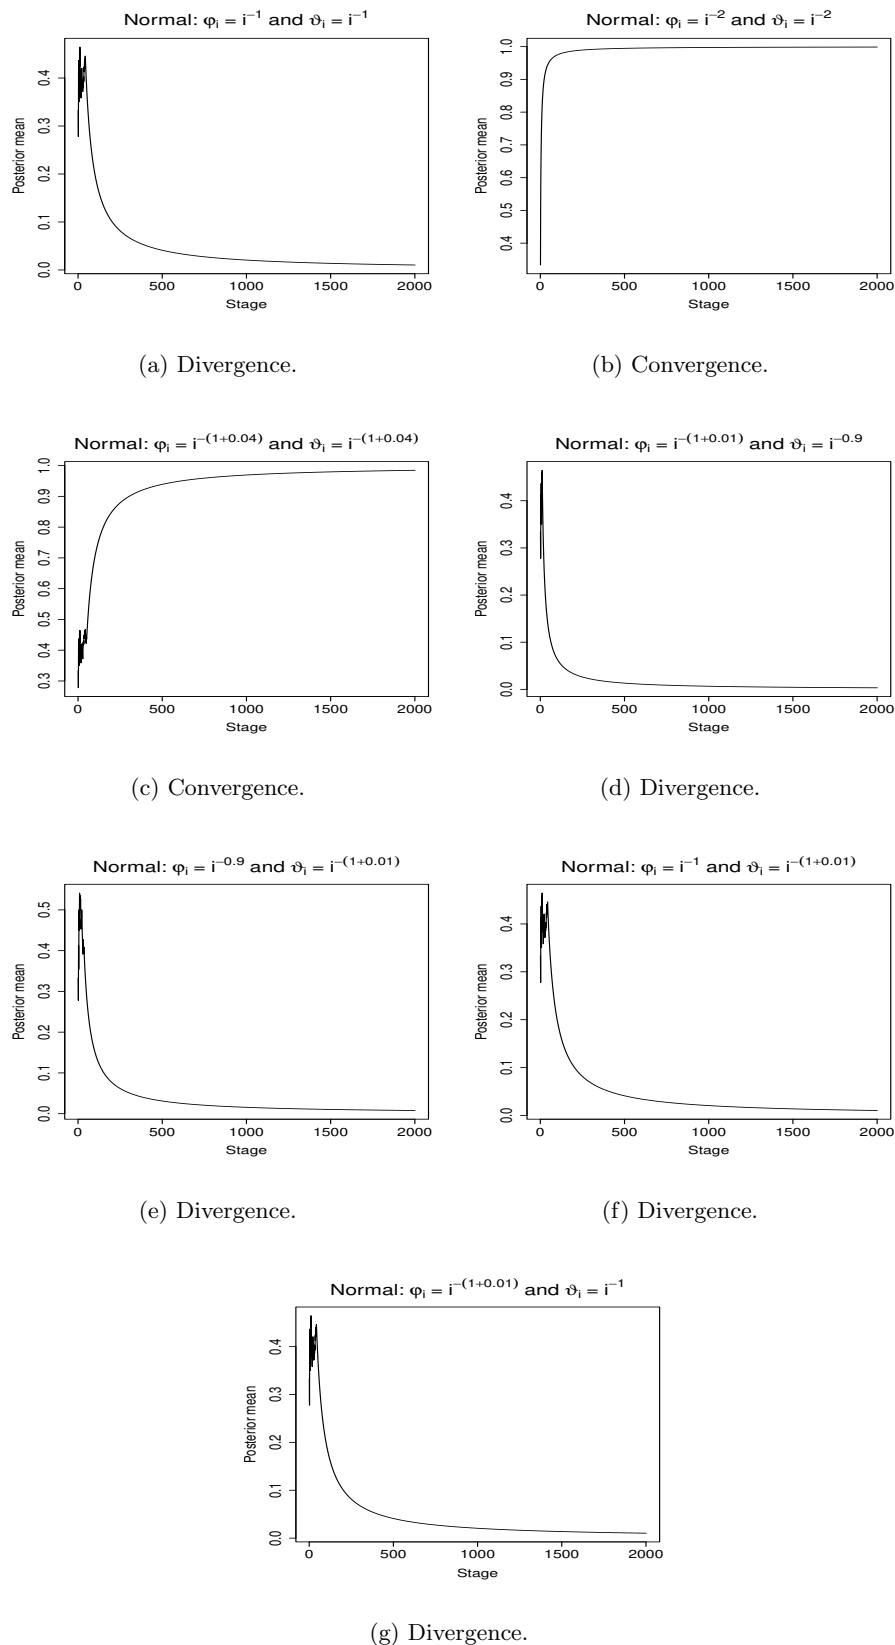 Normal: φᵢ = i⁻¹ and ϑᵢ = i⁻¹
Posterior mean
0.0 0.1 0.2 0.3 0.4
0 500 1000 1500 2000
Stage
(a) Divergence.
Normal: φᵢ = i⁻² and ϑᵢ = i⁻²
Posterior mean
0.4 0.5 0.6 0.7 0.8 0.9 1.0
0 500 1000 1500 2000
Stage
(b) Convergence.
Normal: φᵢ = i⁻⁽¹⁺⁰·⁰⁴⁾ and ϑᵢ = i⁻⁽¹⁺⁰·⁰⁴⁾
Posterior mean
0.3 0.4 0.5 0.6 0.7 0.8 0.9 1.0
0 500 1000 1500 2000
Stage
(c) Convergence.
Normal: φᵢ = i⁻⁽¹⁺⁰·⁰¹⁾ and ϑᵢ = i⁻⁰·⁹
Posterior mean
0.0 0.1 0.2 0.3 0.4
0 500 1000 1500 2000
Stage
(d) Divergence.
Normal: φᵢ = i⁻⁰·⁹ and ϑᵢ = i⁻⁽¹⁺⁰·⁰¹⁾
Posterior mean
0.0 0.1 0.2 0.3 0.4 0.5
0 500 1000 1500 2000
Stage
(e) Divergence.
Normal: φᵢ = i⁻¹ and ϑᵢ = i⁻⁽¹⁺⁰·⁰¹⁾
Posterior mean
0.0 0.1 0.2 0.3 0.4
0 500 1000 1500 2000
Stage
(f) Divergence.
Normal: φᵢ = i⁻⁽¹⁺⁰·⁰¹⁾ and ϑᵢ = i⁻¹
Posterior mean
0.0 0.1 0.2 0.3 0.4
0 500 1000 1500 2000
Stage
(g) Divergence.